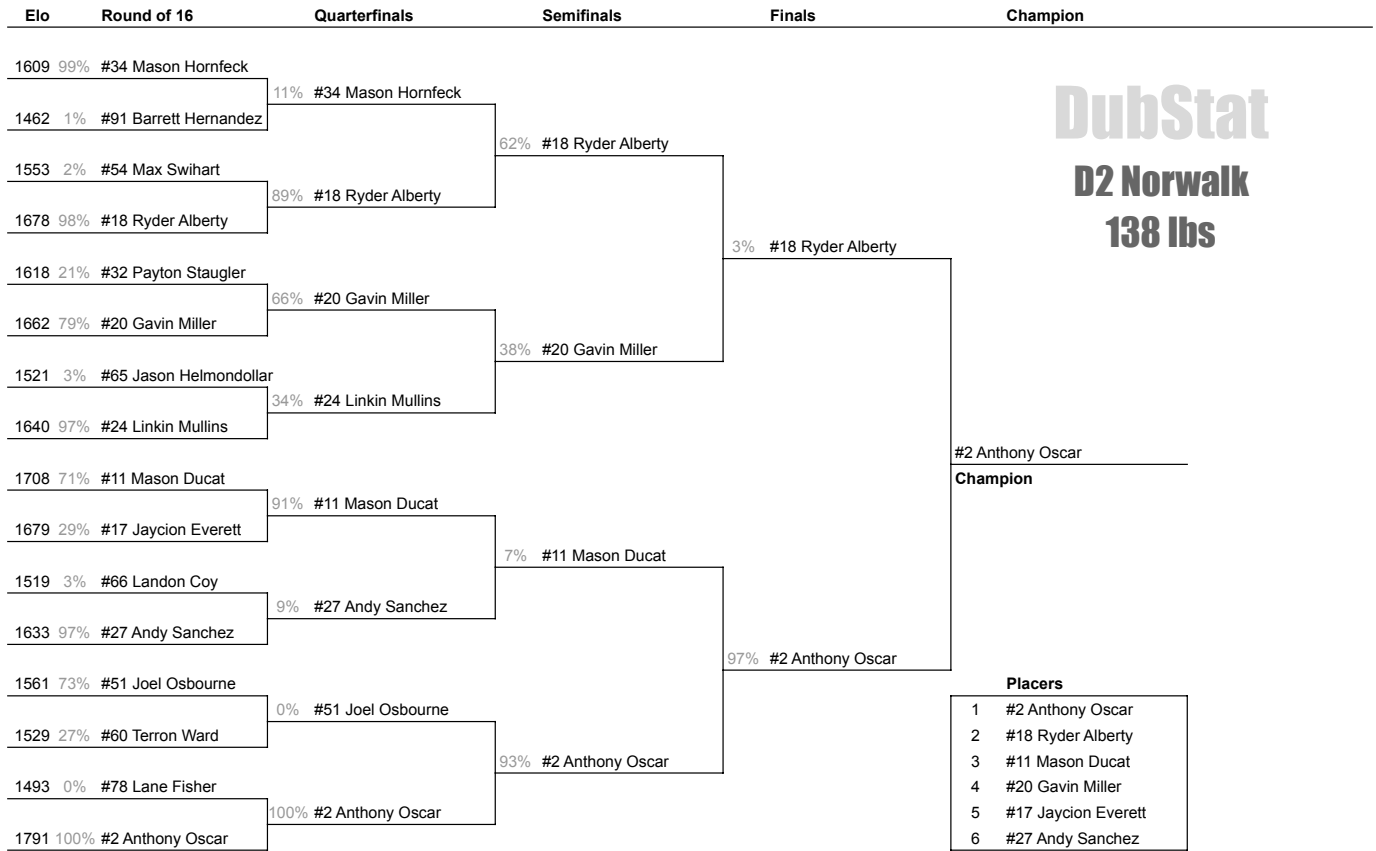 Elo Round of 16 Quarterfinals Semifinals Finals Champion
1609 99% #34 Mason Hornfeck
11% #34 Mason Hornfeck
1462 1% #91 Barrett Hernandez
62% #18 Ryder Alberty
1553 2% #54 Max Swihart
89% #18 Ryder Alberty
1678 98% #18 Ryder Alberty
3% #18 Ryder Alberty
1618 21% #32 Payton Staugler
66% #20 Gavin Miller
1662 79% #20 Gavin Miller
38% #20 Gavin Miller
1521 3% #65 Jason Helmondollar
34% #24 Linkin Mullins
1640 97% #24 Linkin Mullins
#2 Anthony Oscar
Champion
1708 71% #11 Mason Ducat
91% #11 Mason Ducat
1679 29% #17 Jaycion Everett
7% #11 Mason Ducat
1519 3% #66 Landon Coy
9% #27 Andy Sanchez
1633 97% #27 Andy Sanchez
97% #2 Anthony Oscar
1561 73% #51 Joel Osbourne
0% #51 Joel Osbourne
1529 27% #60 Terron Ward
93% #2 Anthony Oscar
1493 0% #78 Lane Fisher
100% #2 Anthony Oscar
1791 100% #2 Anthony Oscar
DubStat
D2 Norwalk
138 lbs
Placers
1 #2 Anthony Oscar
2 #18 Ryder Alberty
3 #11 Mason Ducat
4 #20 Gavin Miller
5 #17 Jaycion Everett
6 #27 Andy Sanchez